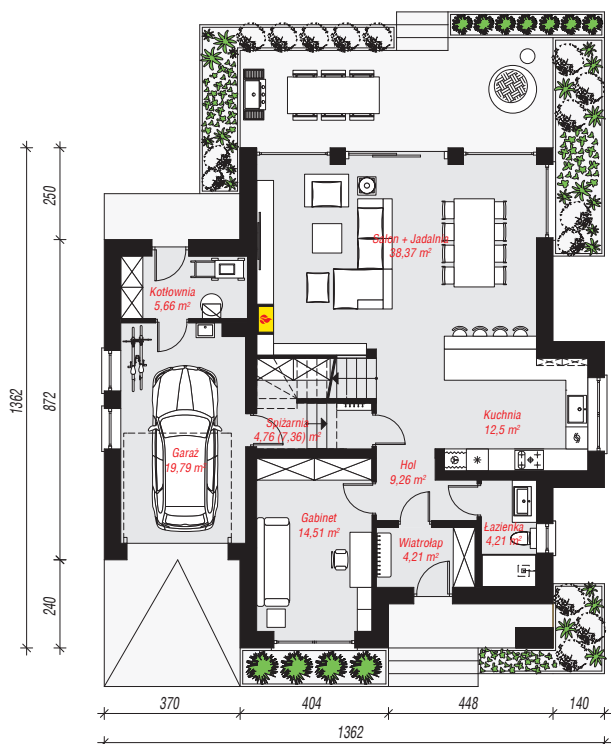 Salon + Jadalnia
38,37 m²
Kotłownia
5,66 m²
Kuchnia
12,5 m²
Spiżarnia
4,76 (7,36) m²
Garaż
19,79 m²
Hol
9,26 m²
Gabinet
14,51 m²
Łazienka
4,21 m²
Wiatrołap
4,21 m²
250
872
240
1362
370
404
448
140
1362